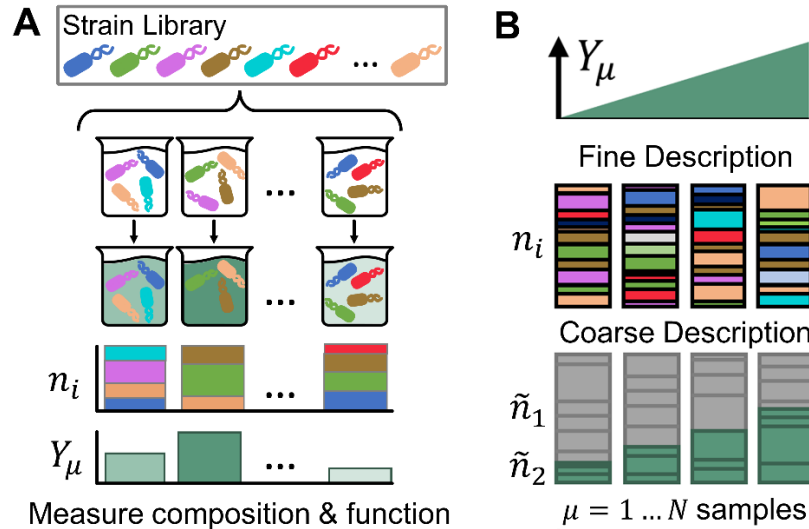 A
Strain Library
...
...
...
n_i
...
Y_μ
...
Measure composition & function
B
Y_μ
Fine Description
n_i
Coarse Description
ñ_1
ñ_2
μ = 1 ... N samples